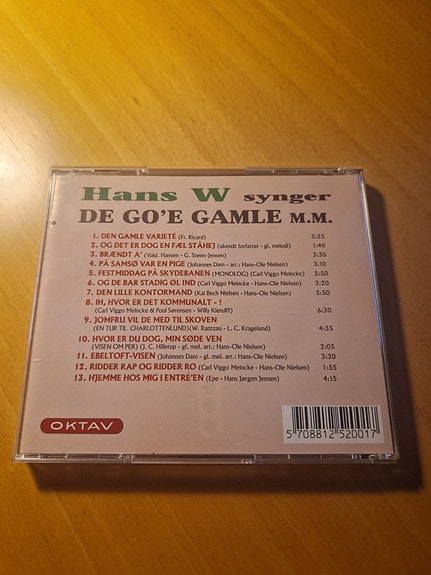 Hans W synger
DE GO'E GAMLE M.M.
1. DEN GAMLE VARIETÉ (Fr. Ricard) 3:25
2. OG DET ER DOG EN FÆL STÅHEJ (ukendt forfatter - gl. melodi) 1:40
3. BRÆNDT A' (Vald. Hansen - G. Steen-Jensen) 3:30
4. PÅ SAMSØ VAR EN PIGE (Johannes Dam - arr.: Hans-Ole Nielsen) 3:10
5. FESTMIDDAG PÅ SKYDEBANEN (MONOLOG) (Carl Viggo Meincke) 2:50
6. OG DE BAR STADIG ØL IND (Carl Viggo Meincke - Hans-Ole Nielsen) 3:20
7. DEN LILLE KONTORMAND (Kai Bech Nielsen - Hans-Ole Nielsen) 5:50
8. IH, HVOR ER DET KOMMUNALT - !
(Carl Viggo Meincke & Poul Sørensen - Willy Kierulff) 6:30
9. JOMFRU VIL DE MED TIL SKOVEN
(EN TUR TIL CHARLOTTENLUND) (W. Rantzau - L. C. Kragelund) 4:35
10. HVOR ER DU DOG, MIN SØDE VEN
(VISEN OM PER) (J. C. Hillerup - gl. mel. arr.: Hans-Ole Nielsen) 2:05
11. EBELTOFT-VISEN (Johannes Dam - gl. mel. arr.: Hans-Ole Nielsen) 3:30
12. RIDDER RAP OG RIDDER RO (Carl Viggo Meincke - Hans-Ole Nielsen) 1:55
13. HJEMME HOS MIG I ENTRÉ'EN (Epe - Hans Jørgen Jensen) 4:15
OKTAV
5 708812 520017